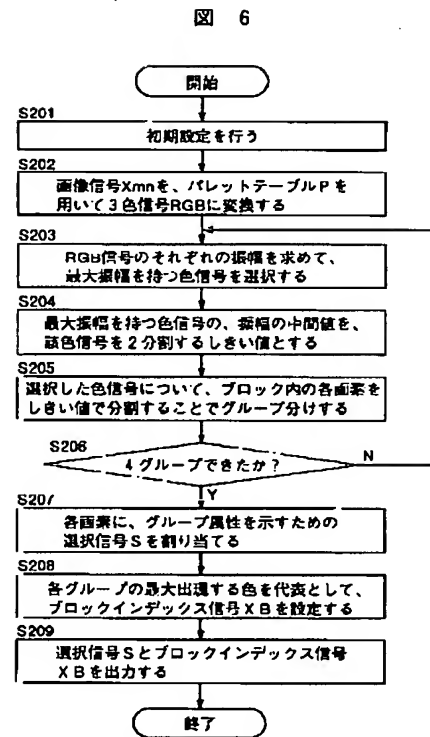 図 6
開始
S201
初期設定を行う
S202
画像信号Xmnを、パレットテーブルPを
用いて3色信号RGBに変換する
S203
RGB信号のそれぞれの振幅を求めて、
最大振幅を持つ色信号を選択する
S204
最大振幅を持つ色信号の、振幅の中間値を、
該色信号を2分割するしきい値とする
S205
選択した色信号について、ブロック内の各画素を
しきい値で分割することでグループ分けする
S206
4グループできたか?
N
Y
S207
各画素に、グループ属性を示すための
選択信号Sを割り当てる
S208
各グループの最大出現する色を代表として、
ブロックインデックス信号XBを設定する
S209
選択信号Sとブロックインデックス信号
XBを出力する
終了